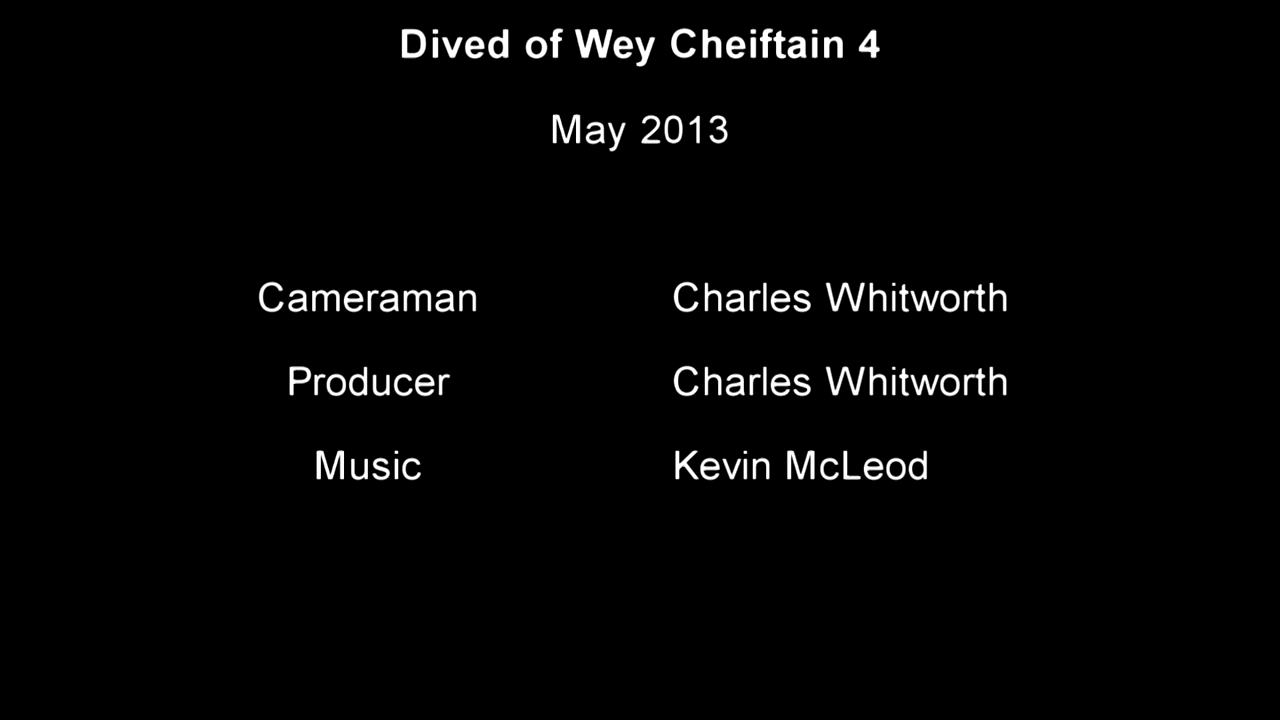 Dived of Wey Cheiftain 4
May 2013
Cameraman Charles Whitworth
Producer Charles Whitworth
Music Kevin McLeod